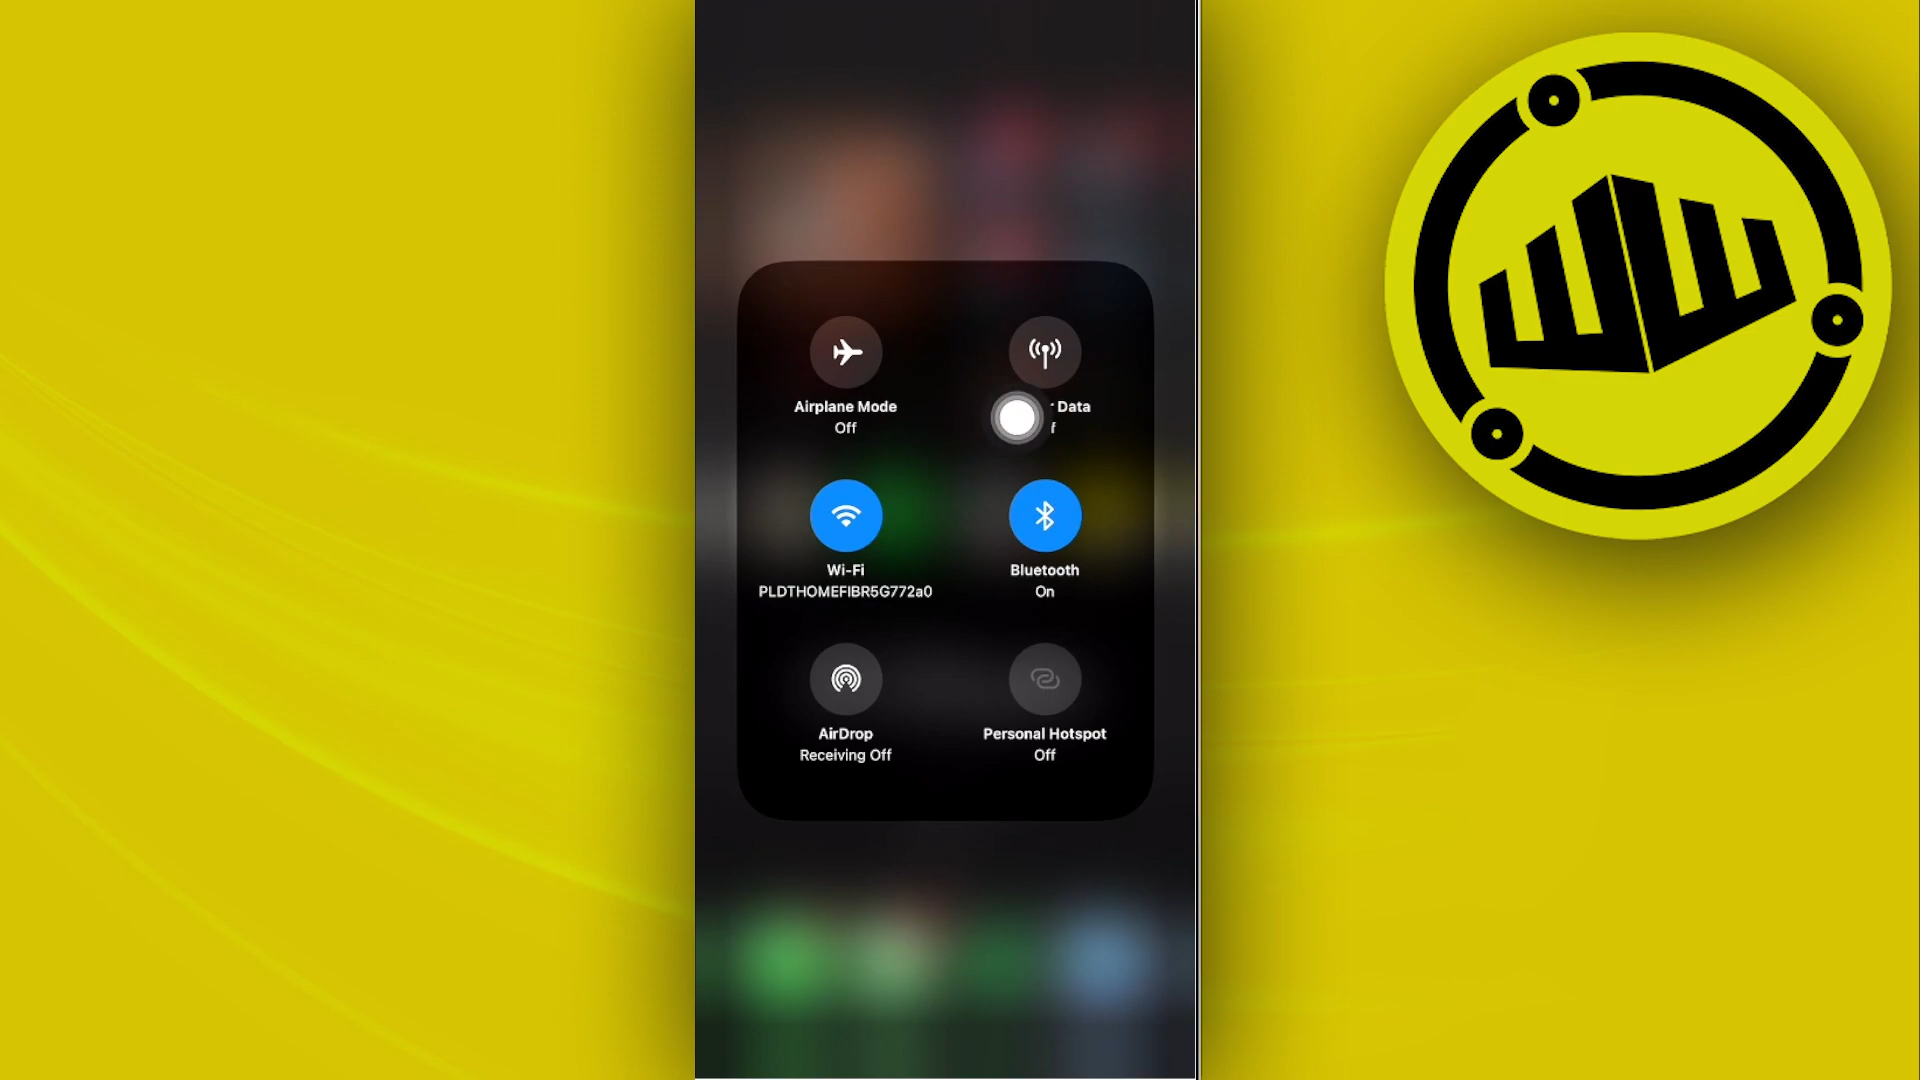 Airplane Mode
Off
Data
Wi-Fi
PLDTHOMEFIBR5G772a0
Bluetooth
On
AirDrop
Receiving Off
Personal Hotspot
Off